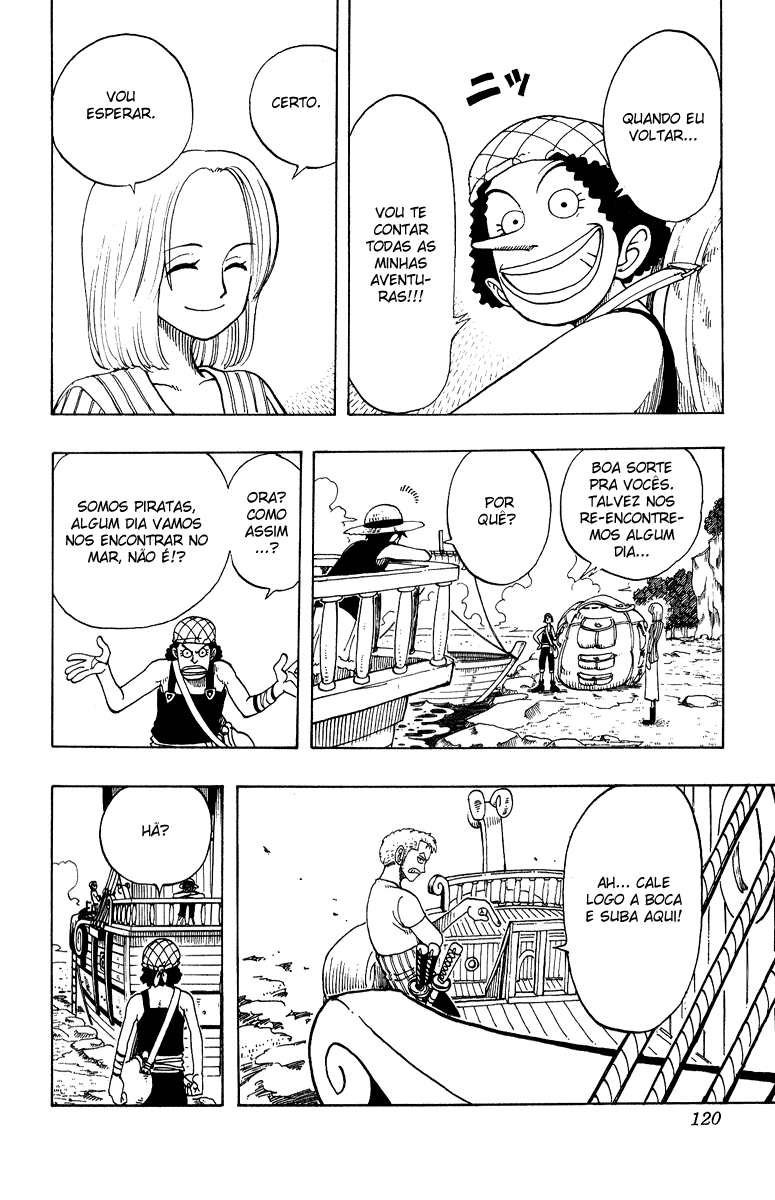 QUANDO EU
VOLTAR...
ニッ
VOU TE
CONTAR
TODAS AS
MINHAS
AVENTU-
RAS!!!
CERTO.
VOU
ESPERAR.
BOA SORTE
PRA VOCÊS.
TALVEZ NOS
RE-ENCONTRE-
MOS ALGUM
DIA...
POR
QUÊ?
ORA?
COMO
ASSIM
...?
SOMOS PIRATAS,
ALGUM DIA VAMOS
NOS ENCONTRAR NO
MAR, NÃO É!?
AH... CALE
LOGO A BOCA
E SUBA AQUI!
HÃ?
120